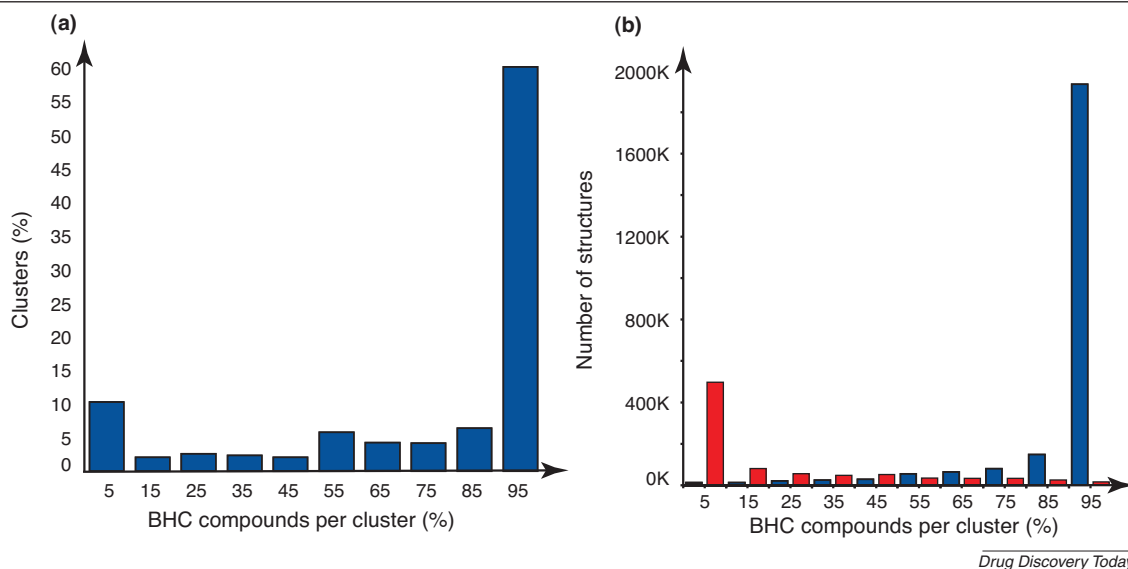 (a)
60
55
50
45
40
35
30
25
20
15
10
5
0
Clusters (%)
5 15 25 35 45 55 65 75 85 95
BHC compounds per cluster (%)
(b)
2000K
1600K
1200K
800K
400K
0K
Number of structures
5 15 25 35 45 55 65 75 85 95
BHC compounds per cluster (%)
Drug Discovery Today